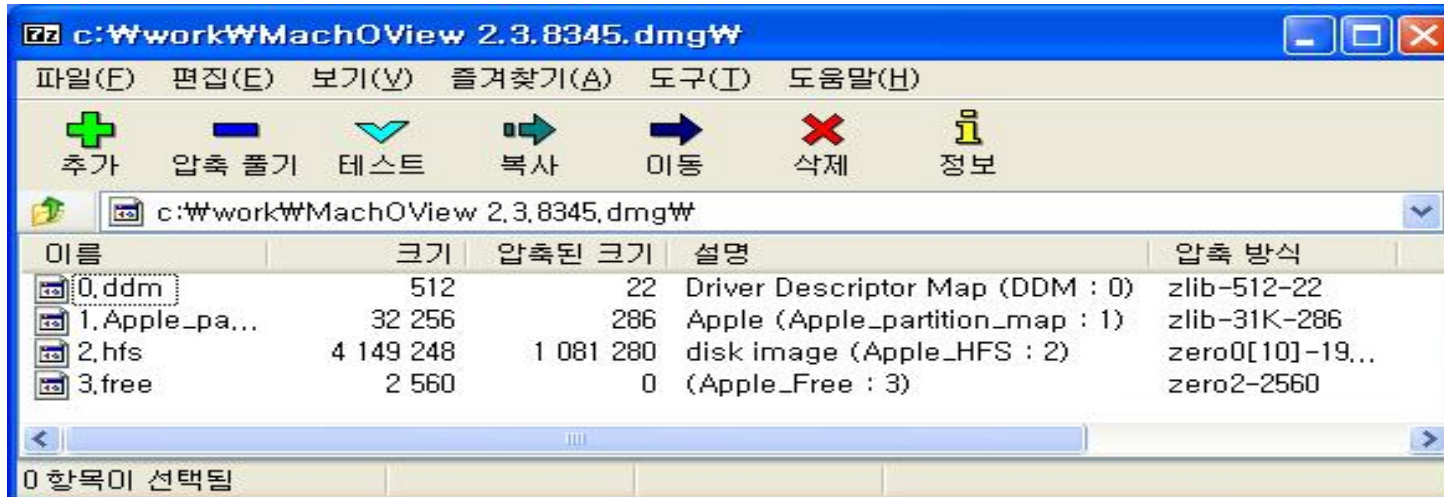 7z c:₩work₩MachOView 2.3.8345.dmg₩
파일(F) 편집(E) 보기(V) 즐겨찾기(A) 도구(T) 도움말(H)
추가 압축 풀기 테스트 복사 이동 삭제 정보
c:₩work₩MachOView 2.3.8345.dmg₩
이름 크기 압축된 크기 설명 압축 방식
0.ddm 512 22 Driver Descriptor Map (DDM : 0) zlib-512-22
1.Apple_pa... 32 256 286 Apple (Apple_partition_map : 1) zlib-31K-286
2.hfs 4 149 248 1 081 280 disk image (Apple_HFS : 2) zero0[10]-19...
3.free 2 560 0 (Apple_Free : 3) zero2-2560
0 항목이 선택됨